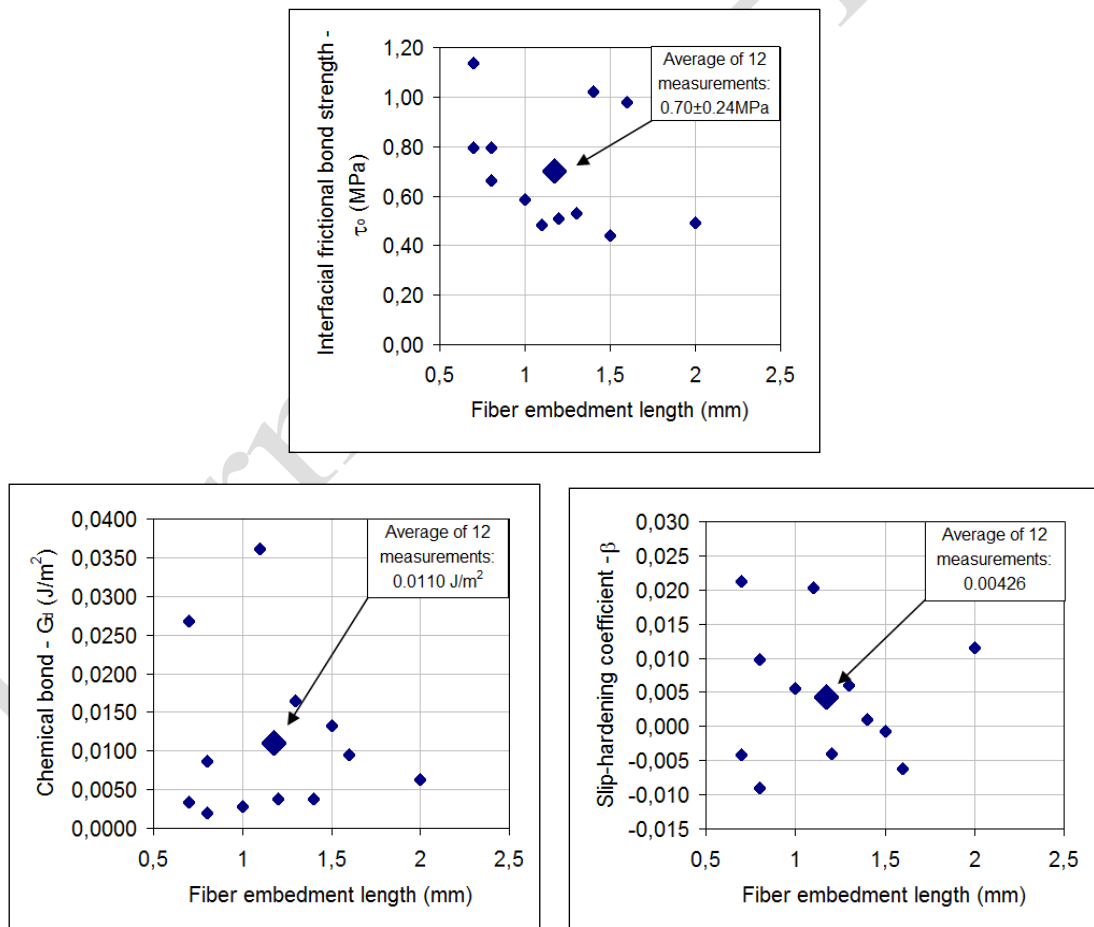 Interfacial frictional bond strength -
τ₀ (MPa)
1,20
1,00
0,80
0,60
0,40
0,20
0,00
Average of 12
measurements:
0.70±0.24MPa
0,5 1 1,5 2 2,5
Fiber embedment length (mm)
Chemical bond - Gd (J/m²)
0,0400
0,0350
0,0300
0,0250
0,0200
0,0150
0,0100
0,0050
0,0000
Average of 12
measurements:
0.0110 J/m²
0,5 1 1,5 2 2,5
Fiber embedment length (mm)
Slip-hardening coefficient -β
0,030
0,025
0,020
0,015
0,010
0,005
0,000
-0,005
-0,010
-0,015
Average of 12
measurements:
0.00426
0,5 1 1,5 2 2,5
Fiber embedment length (mm)